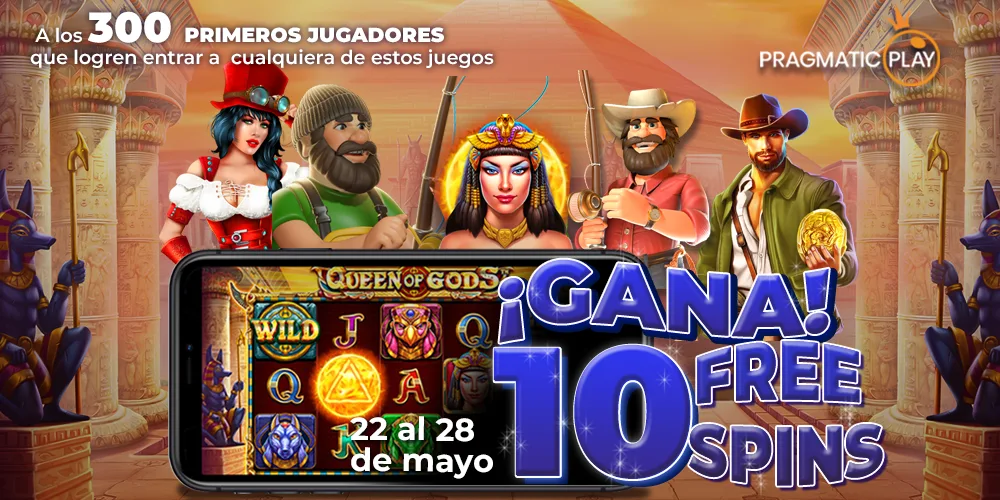 A los 300 PRIMEROS JUGADORES
que logren entrar a cualquiera de estos juegos
PRAGMATIC PLAY
QUEEN OF GODS
WILD J Q
Q A
K
¡GANA!
10 FREE
SPINS
22 al 28
de mayo